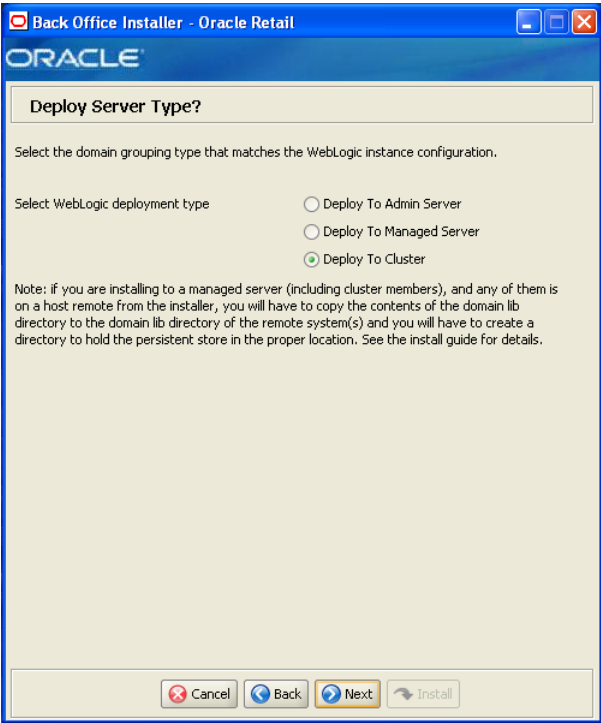 Back Office Installer - Oracle Retail
ORACLE
Deploy Server Type?
Select the domain grouping type that matches the WebLogic instance configuration.
Select WebLogic deployment type
Deploy To Admin Server
Deploy To Managed Server
Deploy To Cluster
Note: if you are installing to a managed server (including cluster members), and any of them is
on a host remote from the installer, you will have to copy the contents of the domain lib
directory to the domain lib directory of the remote system(s) and you will have to create a
directory to hold the persistent store in the proper location. See the install guide for details.
Cancel Back Next Install